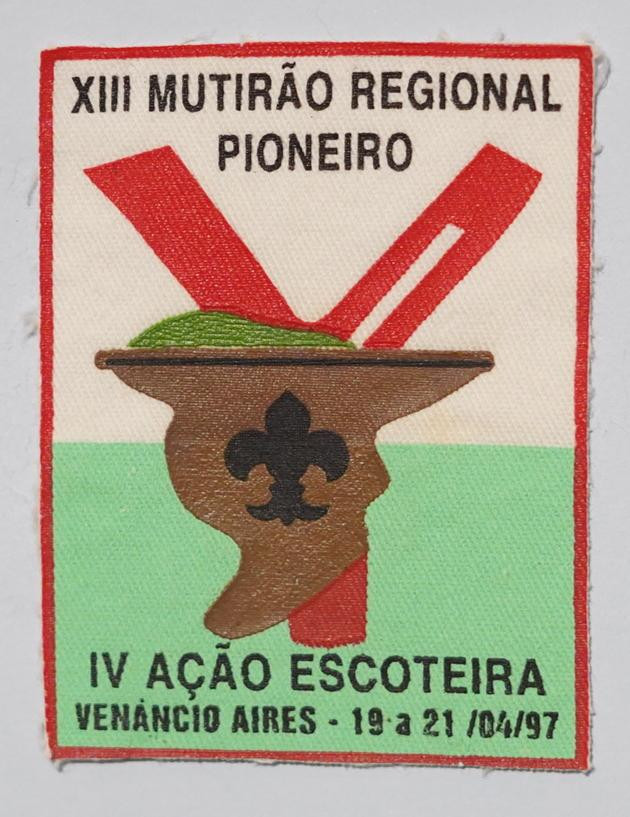 XIII MUTIRÃO REGIONAL
PIONEIRO
IV AÇÃO ESCOTEIRA
VENÂNCIO AIRES - 19 a 21 /04/97